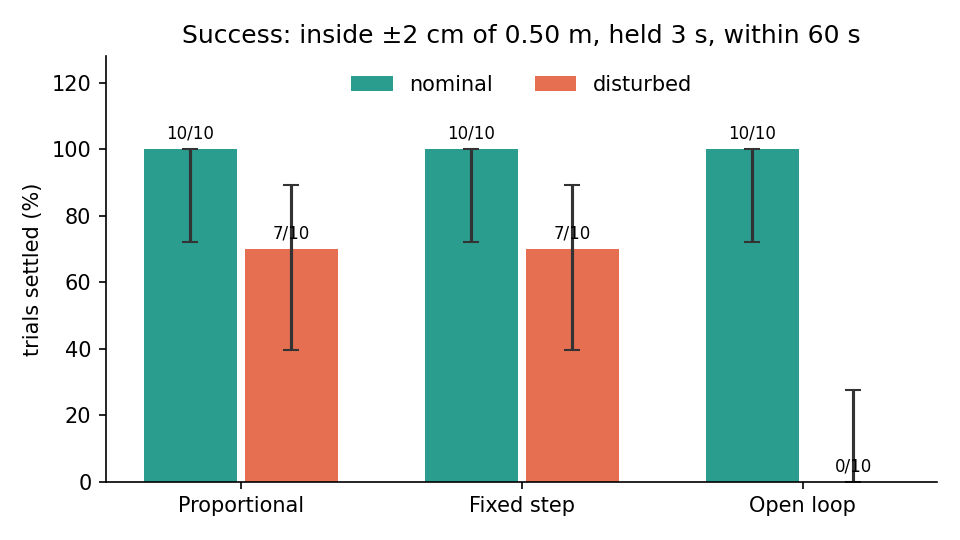 Success: inside ±2 cm of 0.50 m, held 3 s, within 60 s
nominal
disturbed
trials settled (%)
120
100
80
60
40
20
0
10/10
7/10
10/10
7/10
10/10
0/10
Proportional
Fixed step
Open loop